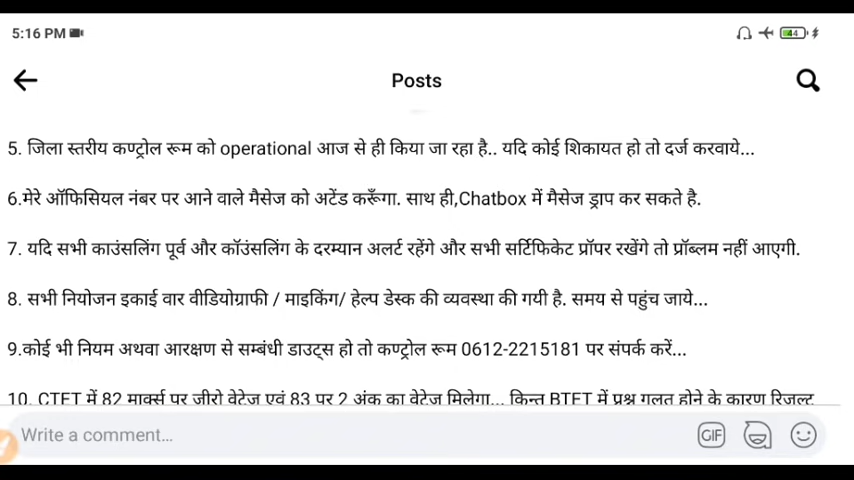 5:16 PM
44
Posts
5. जिला स्तरीय कण्ट्रोल रूम को operational आज से ही किया जा रहा है.. यदि कोई शिकायत हो तो दर्ज करवाये...
6.मेरे ऑफिसियल नंबर पर आने वाले मैसेज को अटेंड करूँगा. साथ ही,Chatbox में मैसेज ड्राप कर सकते है.
7. यदि सभी काउंसलिंग पूर्व और कॉउंसलिंग के दरम्यान अलर्ट रहेंगे और सभी सर्टिफिकेट प्रॉपर रखेंगे तो प्रॉब्लम नहीं आएगी.
8. सभी नियोजन इकाई वार वीडियोग्राफी / माइकिंग/ हेल्प डेस्क की व्यवस्था की गयी है. समय से पहुंच जाये...
9.कोई भी नियम अथवा आरक्षण से सम्बंधी डाउट्स हो तो कण्ट्रोल रूम 0612-2215181 पर संपर्क करें...
10. CTET में 82 मार्क्स पर जीरो वेटेज एवं 83 पर 2 अंक का वेटेज मिलेगा... किन्तु BTET में प्रश्न गलत होने के कारण रिजल्ट
Write a comment...
GIF